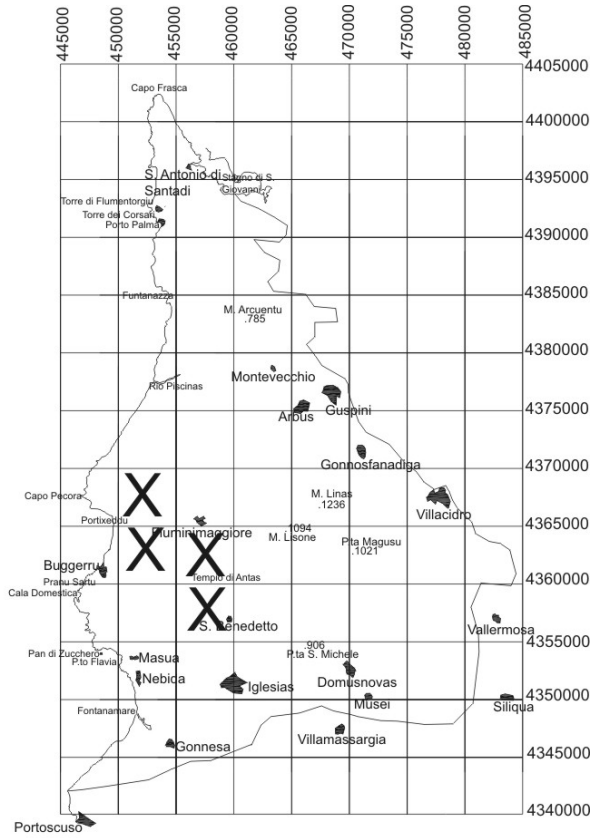 445000
450000
455000
460000
465000
470000
475000
480000
485000
4405000
Capo Frasca
4400000
S. Antonio di
Santadi
Stagno di S.
Giovanni
4395000
Torre di Flumentorgiu
Torre dei Corsari
Porto Palma
4390000
Funtanazza
4385000
M. Arcuentu
.785
4380000
Montevecchio
Rio Piscinas
Arbus
Guspini
4375000
Gonnosfanadiga
4370000
Capo Pecora
X
M. Linas
.1236
Villacidro
Portixeddu
4365000
Fluminimaggiore
1094
M. Lisone
P.ta Magusu
.1021
X
X
Buggerru
Tempio di Antas
4360000
Pranu Sartu
Cala Domestica
X
S. Benedetto
Vallermosa
4355000
.906
P.ta S. Michele
Pan di Zucchero
P.to Flavia
Masua
Nebida
Iglesias
Domusnovas
Musei
Siliqua
4350000
Fontanamare
Gonnesa
Villamassargia
4345000
4340000
Portoscuso